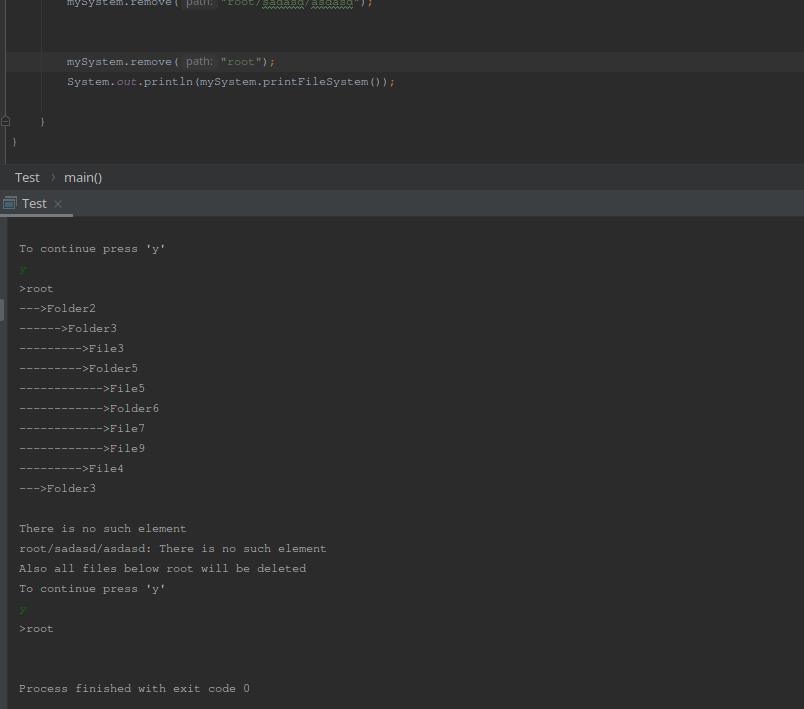 mySystem.remove( path: "root/sadasd/asdasd");
mySystem.remove( path: "root");
System.out.println(mySystem.printFileSystem());
}
}
Test > main()
Test ×
To continue press 'y'
y
>root
--->Folder2
------>Folder3
--------->File3
--------->Folder5
------------>File5
------------>Folder6
------------>File7
------------>File9
--------->File4
--->Folder3
There is no such element
root/sadasd/asdasd: There is no such element
Also all files below root will be deleted
To continue press 'y'
y
>root
Process finished with exit code 0